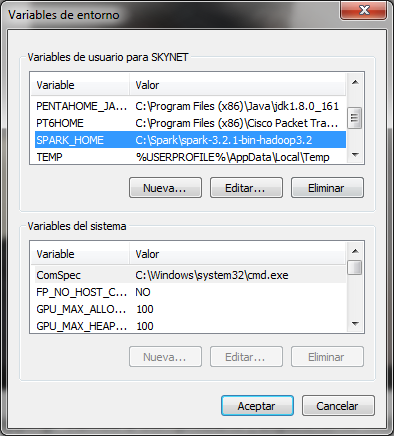 Variables de entorno
Variables de usuario para SKYNET
Variable Valor
PENTAHOME_JA... C:\Program Files (x86)\Java\jdk1.8.0_161
PT6HOME C:\Program Files (x86)\Cisco Packet Tra...
SPARK_HOME C:\Spark\spark-3.2.1-bin-hadoop3.2
TEMP %USERPROFILE%\AppData\Local\Temp
Nueva... Editar... Eliminar
Variables del sistema
Variable Valor
ComSpec C:\Windows\system32\cmd.exe
FP_NO_HOST_C... NO
GPU_MAX_ALLO... 100
GPU_MAX_HEAP... 100
Nueva... Editar... Eliminar
Aceptar Cancelar